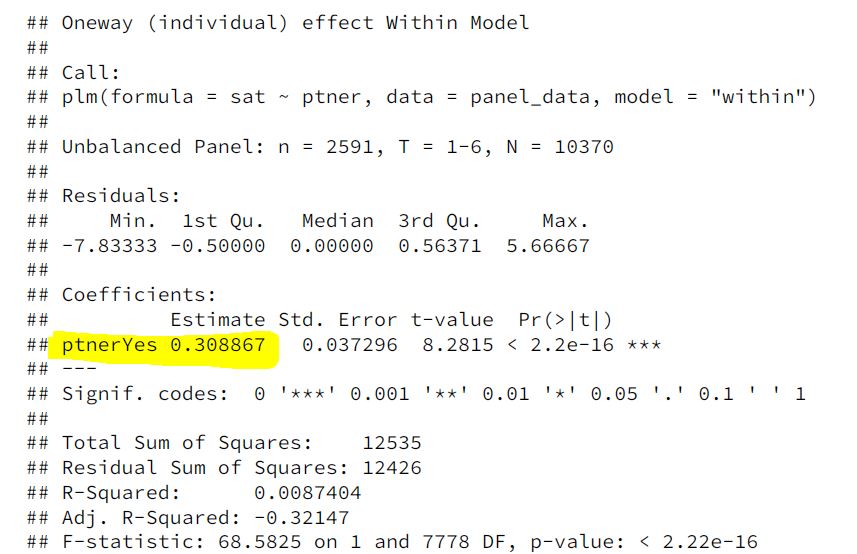 ## Oneway (individual) effect Within Model
##
## Call:
## plm(formula = sat ~ ptner, data = panel_data, model = "within")
##
## Unbalanced Panel: n = 2591, T = 1-6, N = 10370
##
## Residuals:
##     Min.  1st Qu.   Median  3rd Qu.     Max.
## -7.83333 -0.50000  0.00000  0.56371  5.66667
##
## Coefficients:
##          Estimate Std. Error t-value  Pr(>|t|)
## ptnerYes 0.308867   0.037296  8.2815 < 2.2e-16 ***
## ---
## Signif. codes:  0 '***' 0.001 '**' 0.01 '*' 0.05 '.' 0.1 ' ' 1
##
## Total Sum of Squares:    12535
## Residual Sum of Squares: 12426
## R-Squared:      0.0087404
## Adj. R-Squared: -0.32147
## F-statistic: 68.5825 on 1 and 7778 DF, p-value: < 2.22e-16